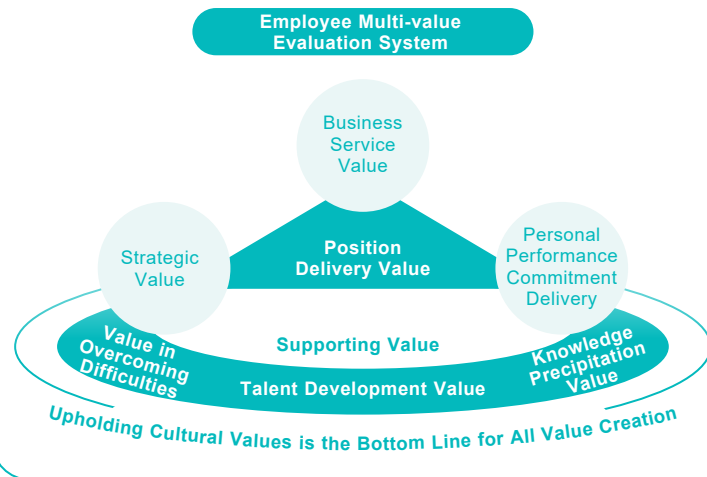 Employee Multi-value
Evaluation System
Business
Service
Value
Strategic
Value
Position
Delivery Value
Personal
Performance
Commitment
Delivery
Supporting Value
Value in
Overcoming
Difficulties
Talent Development Value
Knowledge
Precipitation
Value
Upholding Cultural Values is the Bottom Line for All Value Creation